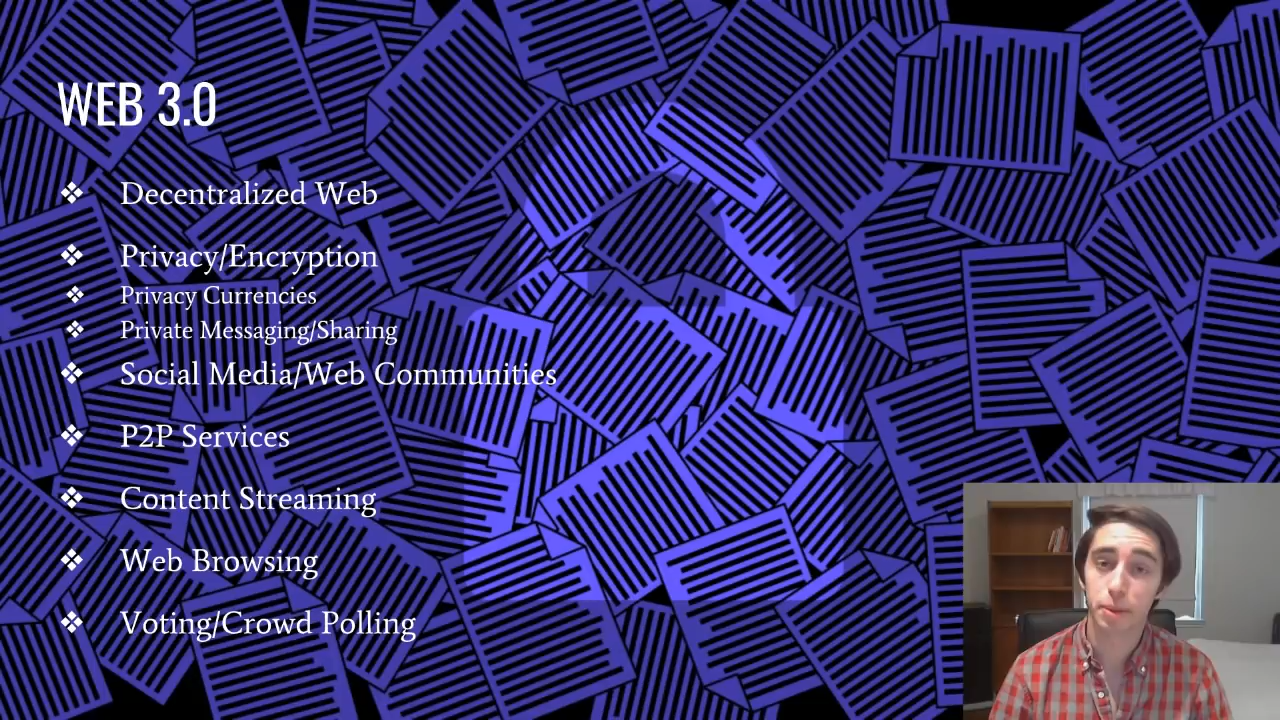 WEB 3.0
❖ Decentralized Web
❖ Privacy/Encryption
❖ Privacy Currencies
❖ Private Messaging/Sharing
❖ Social Media/Web Communities
❖ P2P Services
❖ Content Streaming
❖ Web Browsing
❖ Voting/Crowd Polling